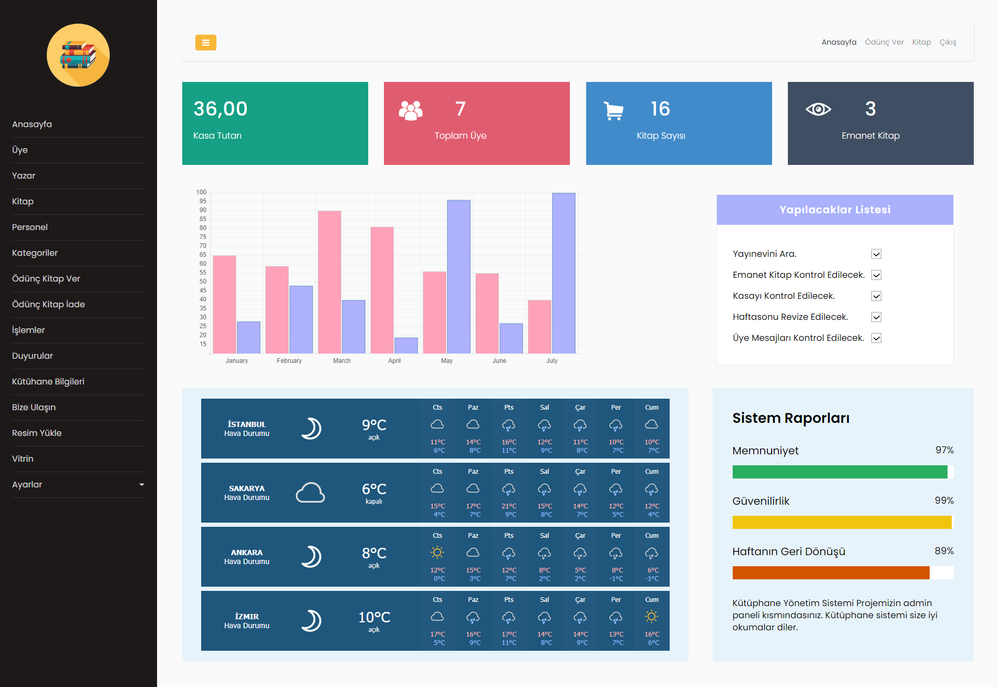 Anasayfa
Üye
Yazar
Kitap
Personel
Kategoriler
Ödünç Kitap Ver
Ödünç Kitap İade
İşlemler
Duyurular
Kütühane Bilgileri
Bize Ulaşın
Resim Yükle
Vitrin
Ayarlar
Anasayfa Ödünç Ver Kitap Çıkış
36,00
Kasa Tutarı
7
Toplam Üye
16
Kitap Sayısı
3
Emanet Kitap
100
95
90
85
80
75
70
65
60
55
50
45
40
35
30
25
20
15
January February March April May June July
Yapılacaklar Listesi
Yayınevini Ara.
Emanet Kitap Kontrol Edilecek.
Kasayı Kontrol Edilecek.
Haftasonu Revize Edilecek.
Üye Mesajları Kontrol Edilecek.
İSTANBUL
Hava Durumu
9°C
açık
Cts Paz Pts Sal Çar Per Cum
11°C 14°C 16°C 12°C 11°C 10°C 10°C
6°C 8°C 11°C 9°C 8°C 7°C 7°C
SAKARYA
Hava Durumu
6°C
kapalı
Cts Paz Pts Sal Çar Per Cum
15°C 17°C 21°C 15°C 14°C 12°C 12°C
4°C 7°C 9°C 8°C 7°C 5°C 4°C
ANKARA
Hava Durumu
8°C
açık
Cts Paz Pts Sal Çar Per Cum
12°C 15°C 12°C 8°C 5°C 8°C 6°C
0°C 3°C 7°C 2°C 2°C -1°C -1°C
İZMIR
Hava Durumu
10°C
açık
Cts Paz Pts Sal Çar Per Cum
17°C 16°C 17°C 14°C 14°C 13°C 16°C
5°C 9°C 11°C 8°C 9°C 7°C 6°C
Sistem Raporları
Memnuniyet 97%
Güvenilirlik 99%
Haftanın Geri Dönüşü 89%
Kütüphane Yönetim Sistemi Projemizin admin
paneli kısmındasınız. Kütüphane sistemi size iyi
okumalar diler.